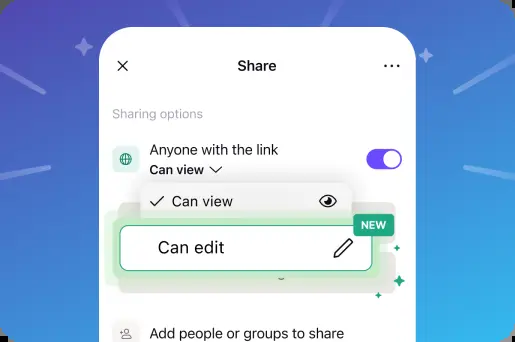 Share
Sharing options
Anyone with the link
Can view
Can view
NEW
Can edit
Add people or groups to share